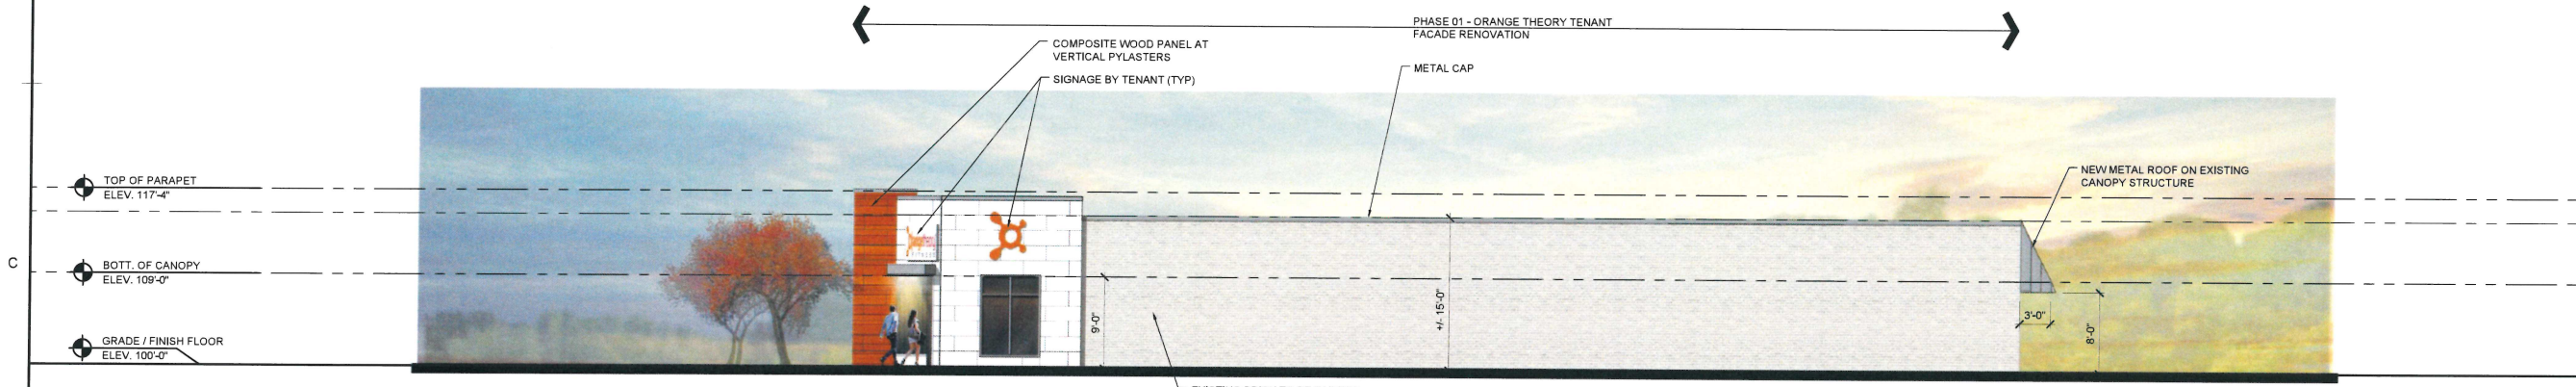 PHASE 01 - ORANGE THEORY TENANT
FACADE RENOVATION
COMPOSITE WOOD PANEL AT
VERTICAL PYLASTERS
SIGNAGE BY TENANT (TYP)
METAL CAP
NEW METAL ROOF ON EXISTING
CANOPY STRUCTURE
TOP OF PARAPET
ELEV. 117'-4"
C
BOTT. OF CANOPY
ELEV. 109'-0"
GRADE / FINISH FLOOR
ELEV. 100'-0"
FITNESS
9'-0"
+/- 15'-0"
3'-0"
8'-0"